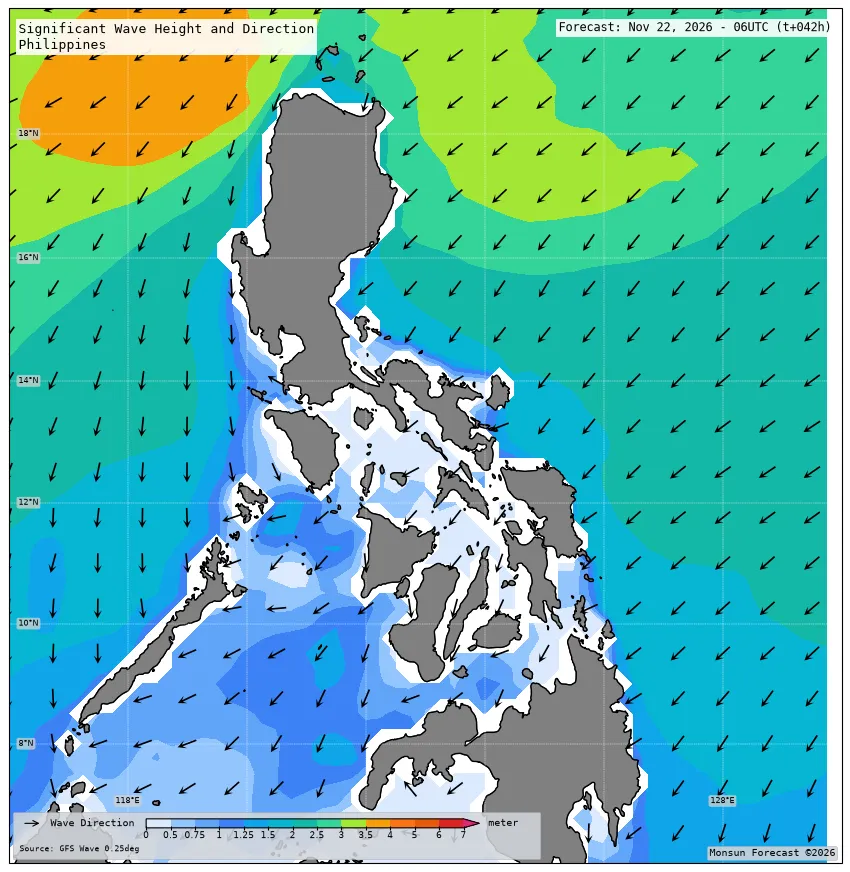 Significant Wave Height and Direction
Philippines
Forecast: Nov 22, 2026 - 06UTC (t+042h)
18°N
16°N
14°N
12°N
10°N
8°N
118°E
128°E
Wave Direction
meter
0 0.5 0.75 1 1.25 1.5 2 2.5 3 3.5 4 5 6 7
Source: GFS Wave 0.25deg
Monsun Forecast ©2026